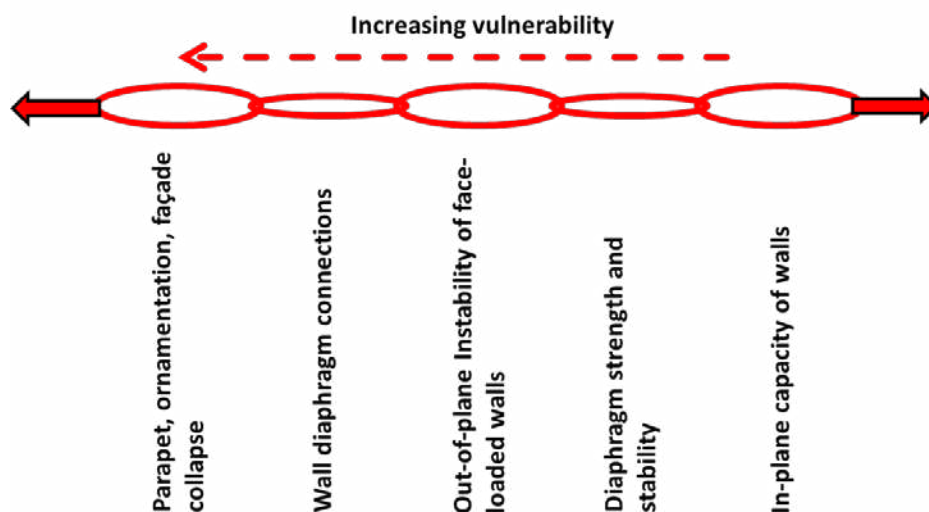 Increasing vulnerability
Parapet, ornamentation, façade
collapse
Wall diaphragm connections
Out-of-plane Instability of face-
loaded walls
Diaphragm strength and
stability
In-plane capacity of walls